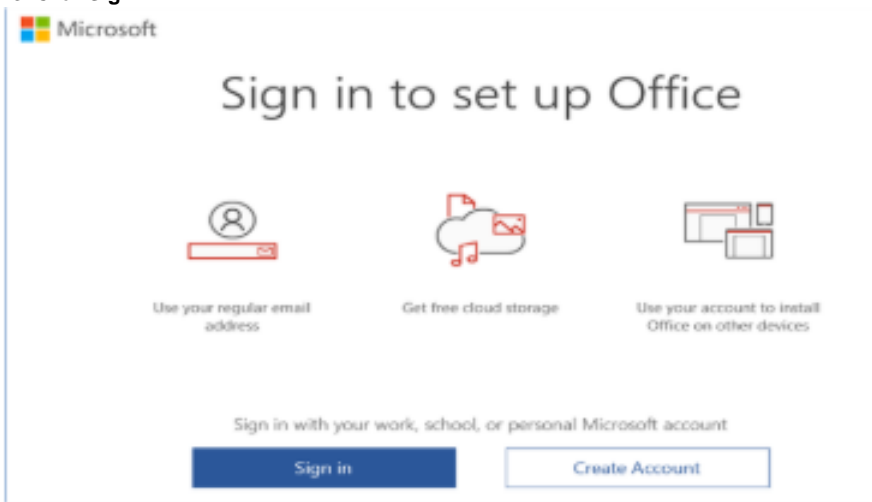 Microsoft
Sign in to set up Office
Use your regular email
address
Get free cloud storage
Use your account to install
Office on other devices
Sign in with your work, school, or personal Microsoft account
Sign in
Create Account